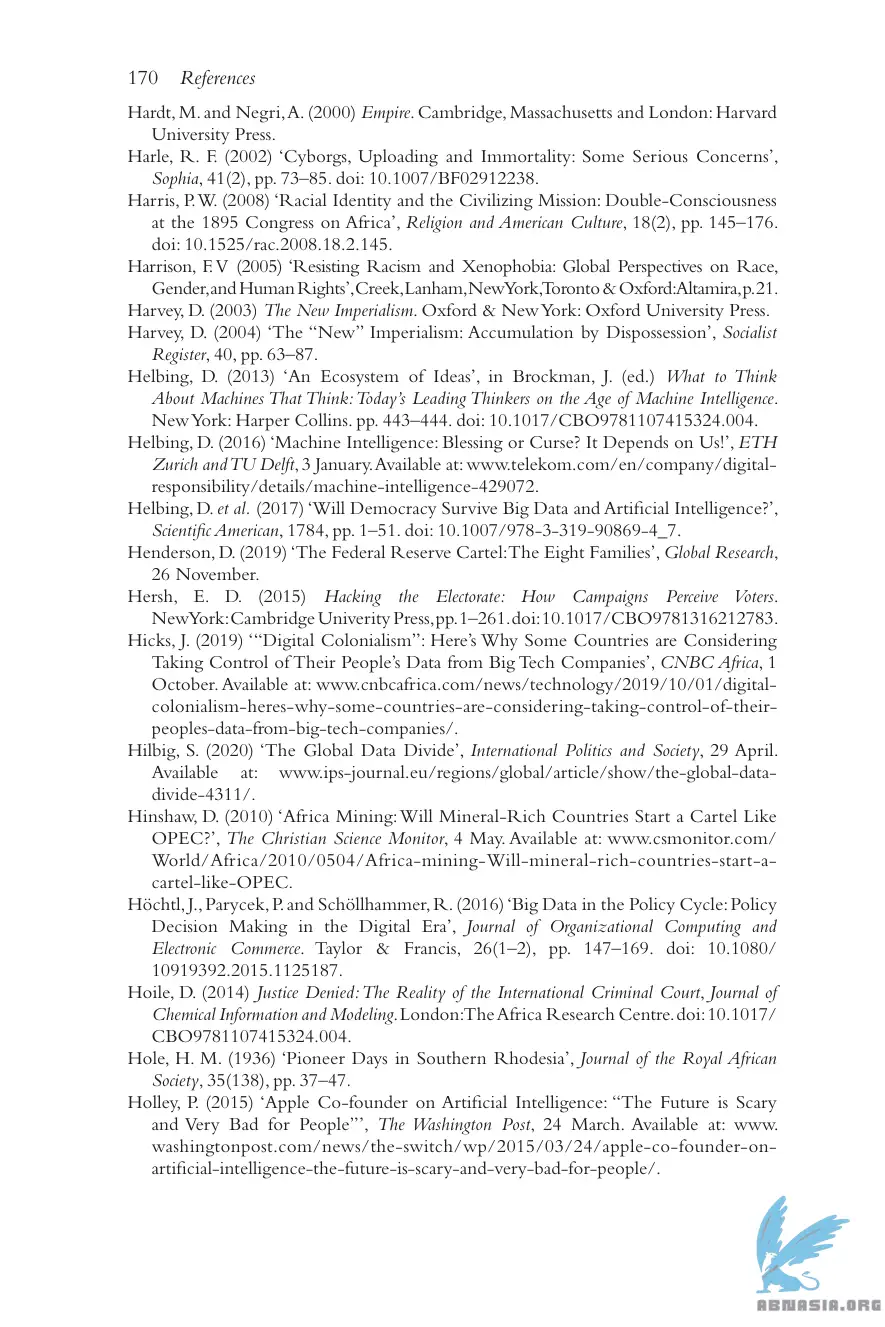 170 References
Hardt, M. and Negri, A. (2000) Empire. Cambridge, Massachusetts and London: Harvard
University Press.
Harle, R. F. (2002) ‘Cyborgs, Uploading and Immortality: Some Serious Concerns’,
Sophia, 41(2), pp. 73–85. doi: 10.1007/BF02912238.
Harris, P. W. (2008) ‘Racial Identity and the Civilizing Mission: Double-Consciousness
at the 1895 Congress on Africa’, Religion and American Culture, 18(2), pp. 145–176.
doi: 10.1525/rac.2008.18.2.145.
Harrison, F. V (2005) ‘Resisting Racism and Xenophobia: Global Perspectives on Race,
Gender, and Human Rights’, Creek, Lanham, New York, Toronto & Oxford: Altamira, p. 21.
Harvey, D. (2003) The New Imperialism. Oxford & New York: Oxford University Press.
Harvey, D. (2004) ‘The “New” Imperialism: Accumulation by Dispossession’, Socialist
Register, 40, pp. 63–87.
Helbing, D. (2013) ‘An Ecosystem of Ideas’, in Brockman, J. (ed.) What to Think
About Machines That Think: Today’s Leading Thinkers on the Age of Machine Intelligence.
New York: Harper Collins. pp. 443–444. doi: 10.1017/CBO9781107415324.004.
Helbing, D. (2016) ‘Machine Intelligence: Blessing or Curse? It Depends on Us!’, ETH
Zurich and TU Delft, 3 January. Available at: www.telekom.com/en/company/digital-
responsibility/details/machine-intelligence-429072.
Helbing, D. et al. (2017) ‘Will Democracy Survive Big Data and Artificial Intelligence?’,
Scientific American, 1784, pp. 1–51. doi: 10.1007/978-3-319-90869-4_7.
Henderson, D. (2019) ‘The Federal Reserve Cartel: The Eight Families’, Global Research,
26 November.
Hersh, E. D. (2015) Hacking the Electorate: How Campaigns Perceive Voters.
NewYork: Cambridge Univerity Press, pp. 1–261. doi: 10.1017/CBO9781316212783.
Hicks, J. (2019) ‘“Digital Colonialism”: Here’s Why Some Countries are Considering
Taking Control of Their People’s Data from Big Tech Companies’, CNBC Africa, 1
October. Available at: www.cnbcafrica.com/news/technology/2019/10/01/digital-
colonialism-heres-why-some-countries-are-considering-taking-control-of-their-
peoples-data-from-big-tech-companies/.
Hilbig, S. (2020) ‘The Global Data Divide’, International Politics and Society, 29 April.
Available at: www.ips-journal.eu/regions/global/article/show/the-global-data-
divide-4311/.
Hinshaw, D. (2010) ‘Africa Mining: Will Mineral-Rich Countries Start a Cartel Like
OPEC?’, The Christian Science Monitor, 4 May. Available at: www.csmonitor.com/
World/Africa/2010/0504/Africa-mining-Will-mineral-rich-countries-start-a-
cartel-like-OPEC.
Höchtl, J., Parycek, P. and Schöllhammer, R. (2016) ‘Big Data in the Policy Cycle: Policy
Decision Making in the Digital Era’, Journal of Organizational Computing and
Electronic Commerce. Taylor & Francis, 26(1–2), pp. 147–169. doi: 10.1080/
10919392.2015.1125187.
Hoile, D. (2014) Justice Denied: The Reality of the International Criminal Court, Journal of
Chemical Information and Modeling. London: The Africa Research Centre. doi: 10.1017/
CBO9781107415324.004.
Hole, H. M. (1936) ‘Pioneer Days in Southern Rhodesia’, Journal of the Royal African
Society, 35(138), pp. 37–47.
Holley, P. (2015) ‘Apple Co-founder on Artificial Intelligence: “The Future is Scary
and Very Bad for People”’, The Washington Post, 24 March. Available at: www.
washingtonpost.com/news/the-switch/wp/2015/03/24/apple-co-founder-on-
artificial-intelligence-the-future-is-scary-and-very-bad-for-people/.
ABNASIA.ORG